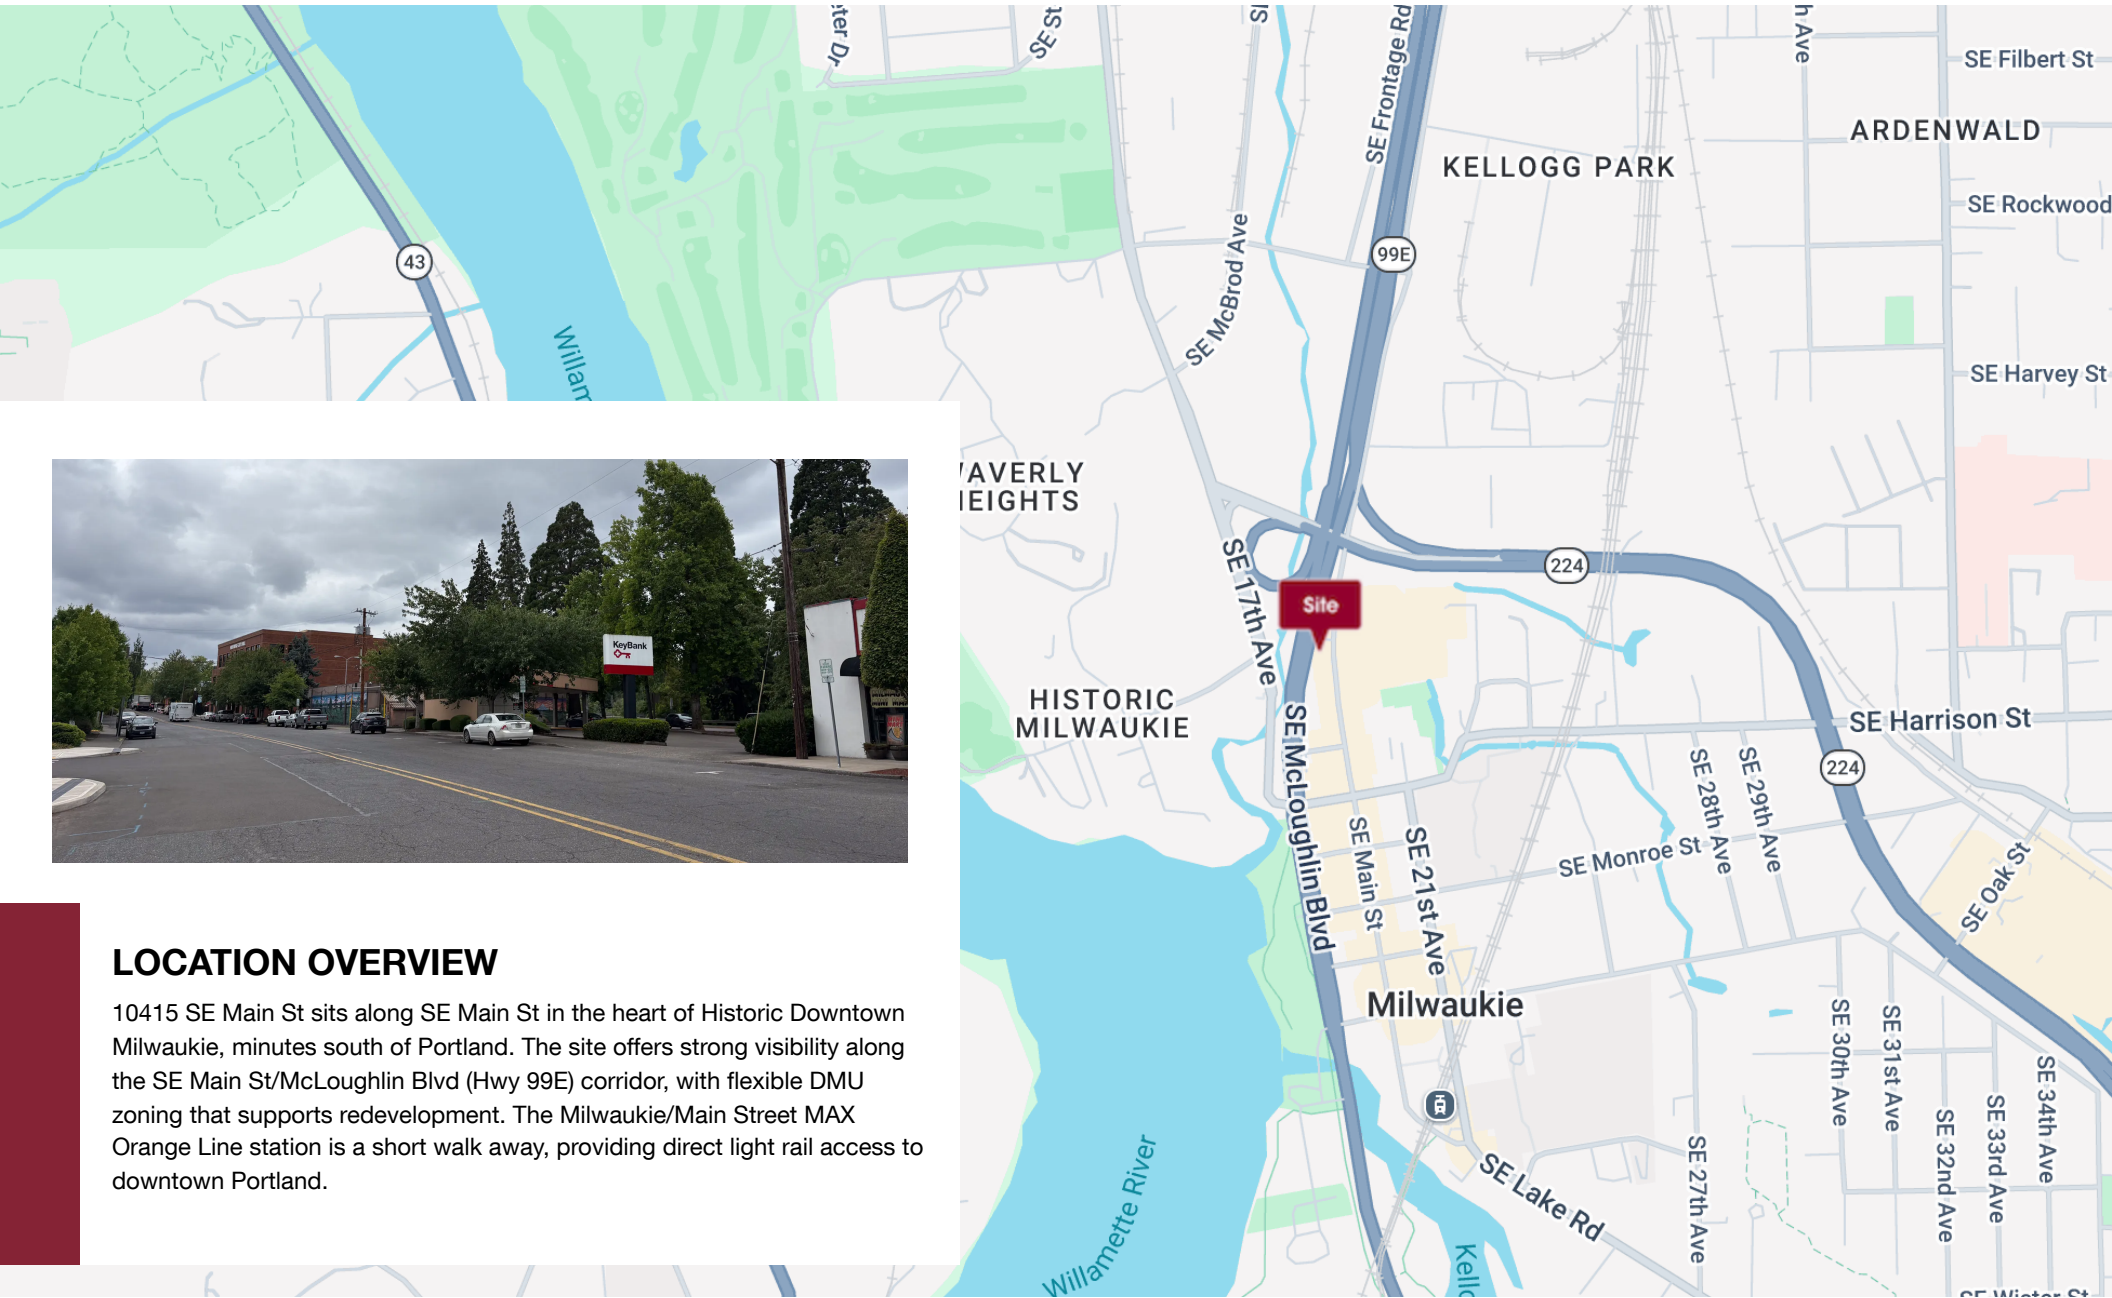 SE St
SE Frontage Rd
SE Filbert St
ARDENWALD
KELLOGG PARK
SE Rockwood
99E
43
SE McBrod Ave
SE Harvey St
224
SE 17th Ave
Site
KeyBank
HISTORIC
MILWAUKIE
SE Harrison St
224
SE McLoughlin Blvd
SE Main St
SE 21st Ave
SE Monroe St
SE 28th Ave
SE 29th Ave
SE Oak St
Milwaukie
LOCATION OVERVIEW
10415 SE Main St sits along SE Main St in the heart of Historic Downtown
Milwaukie, minutes south of Portland. The site offers strong visibility along
the SE Main St/McLoughlin Blvd (Hwy 99E) corridor, with flexible DMU
zoning that supports redevelopment. The Milwaukie/Main Street MAX
Orange Line station is a short walk away, providing direct light rail access to
downtown Portland.
SE 30th Ave
SE 31st Ave
SE 32nd Ave
SE 33rd Ave
SE 34th Ave
SE 27th Ave
SE Lake Rd
Willamette River